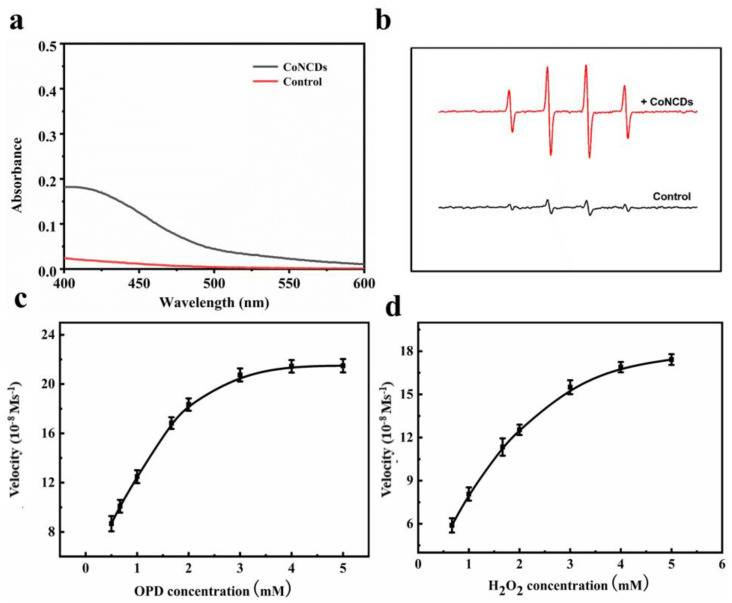 a
0.5
0.4
0.3
0.2
0.1
0.0
Absorbance
CoNCDs
Control
400 450 500 550 600
Wavelength (nm)
b
+ CoNCDs
Control
c
24
20
16
12
8
Velocity (10⁻⁸ Ms⁻¹)
0 1 2 3 4 5
OPD concentration (mM)
d
18
15
12
9
6
Velocity (10⁻⁸ Ms⁻¹)
0 1 2 3 4 5 6
H₂O₂ concentration (mM)